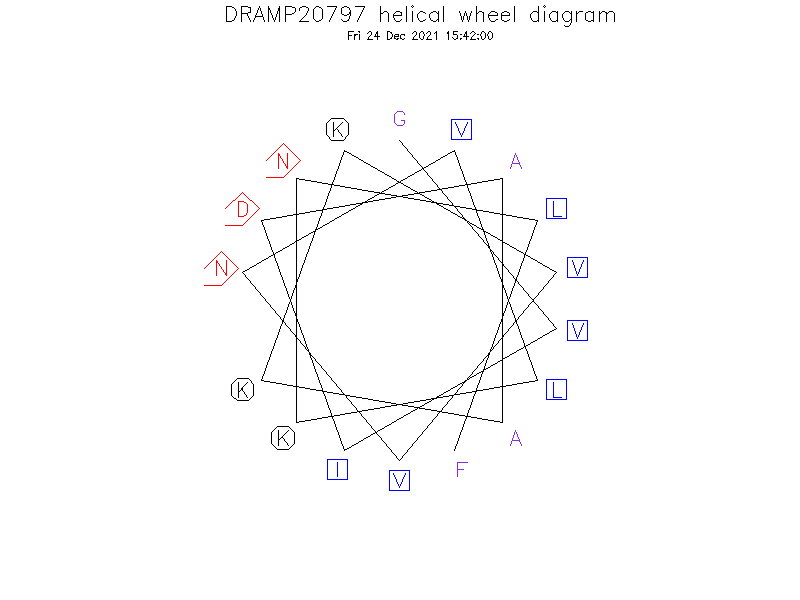 DRAMP20797 helical wheel diagram
Fri 24 Dec 2021 15:42:00
G
K V
N A
D L
N V
V
K L
K A
I F
V